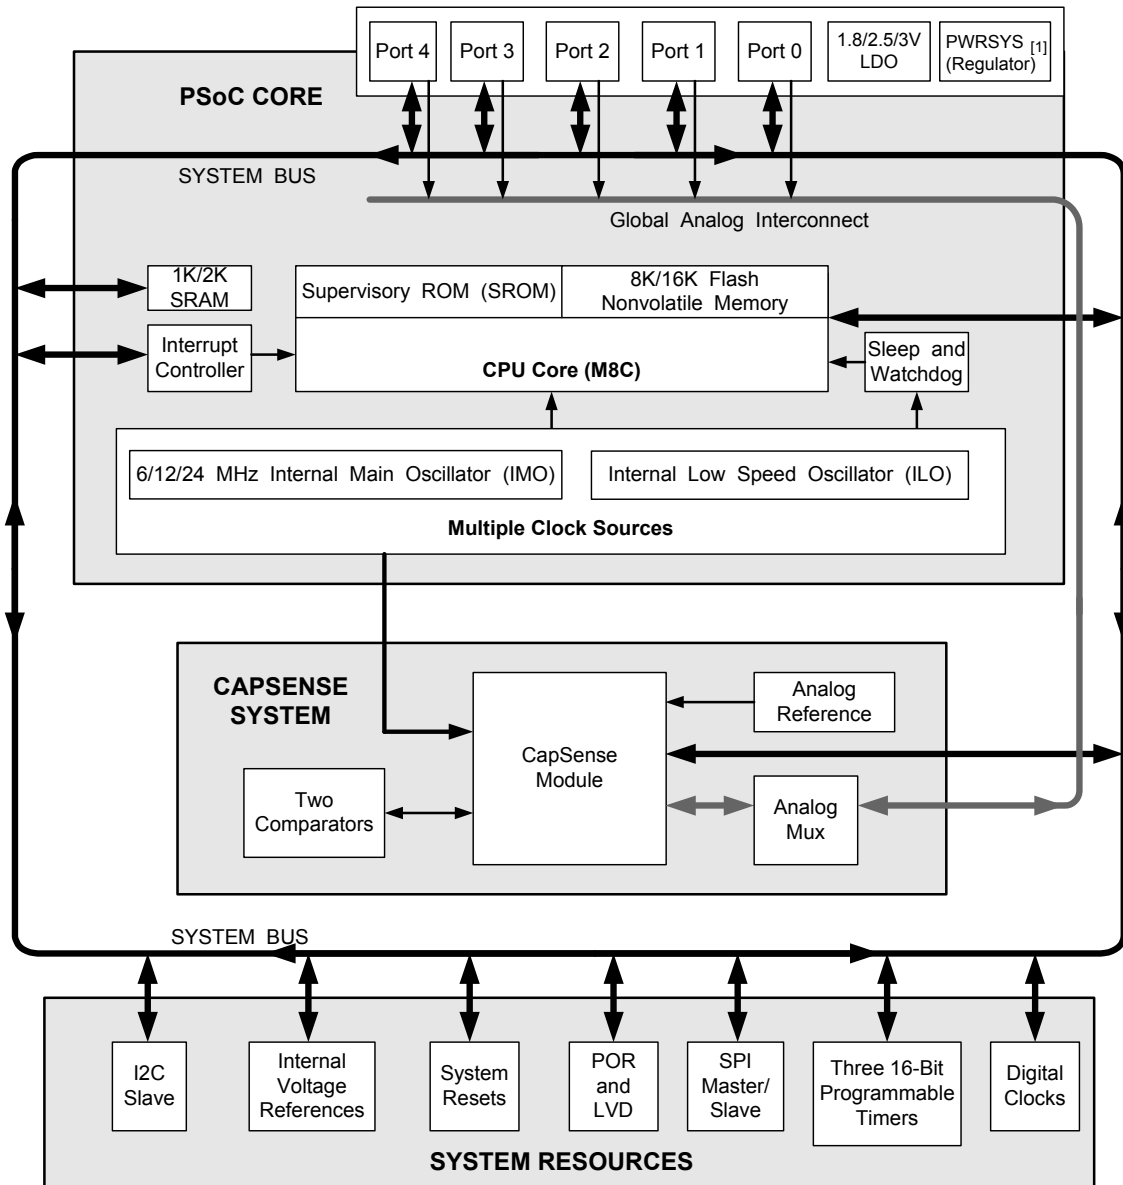 Port 4
Port 3
Port 2
Port 1
Port 0
1.8/2.5/3V
LDO
PWRSYS [1]
(Regulator)
PSoC CORE
SYSTEM BUS
Global Analog Interconnect
1K/2K
SRAM
Supervisory ROM (SROM)
8K/16K Flash
Nonvolatile Memory
Interrupt
Controller
CPU Core (M8C)
Sleep and
Watchdog
6/12/24 MHz Internal Main Oscillator (IMO)
Internal Low Speed Oscillator (ILO)
Multiple Clock Sources
CAPSENSE
SYSTEM
CapSense
Module
Analog
Reference
Two
Comparators
Analog
Mux
SYSTEM BUS
I2C
Slave
Internal
Voltage
References
System
Resets
POR
and
LVD
SPI
Master/
Slave
Three 16-Bit
Programmable
Timers
Digital
Clocks
SYSTEM RESOURCES